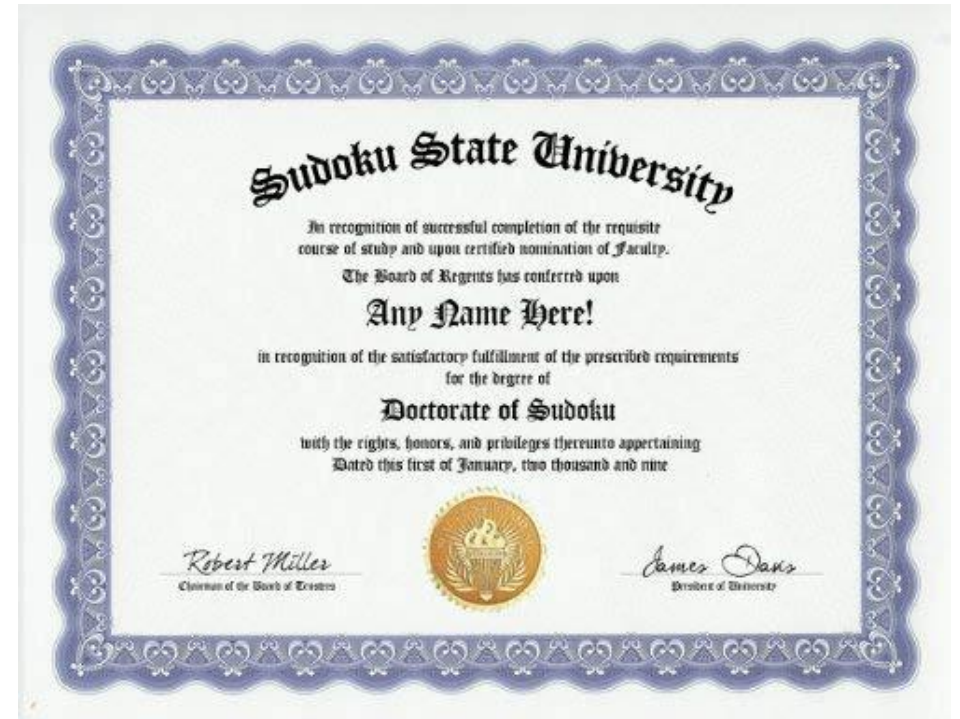 Sudoku State University
In recognition of successful completion of the requisite
course of study and upon certified nomination of Faculty.
The Board of Regents has conferred upon
Any Name Here!
in recognition of the satisfactory fulfillment of the prescribed requirements
for the degree of
Doctorate of Sudoku
with the rights, honors, and privileges thereunto appertaining
Dated this first of January, two thousand and nine
Robert Miller
James Davis
Chairman of the Board of Trustees
President of University